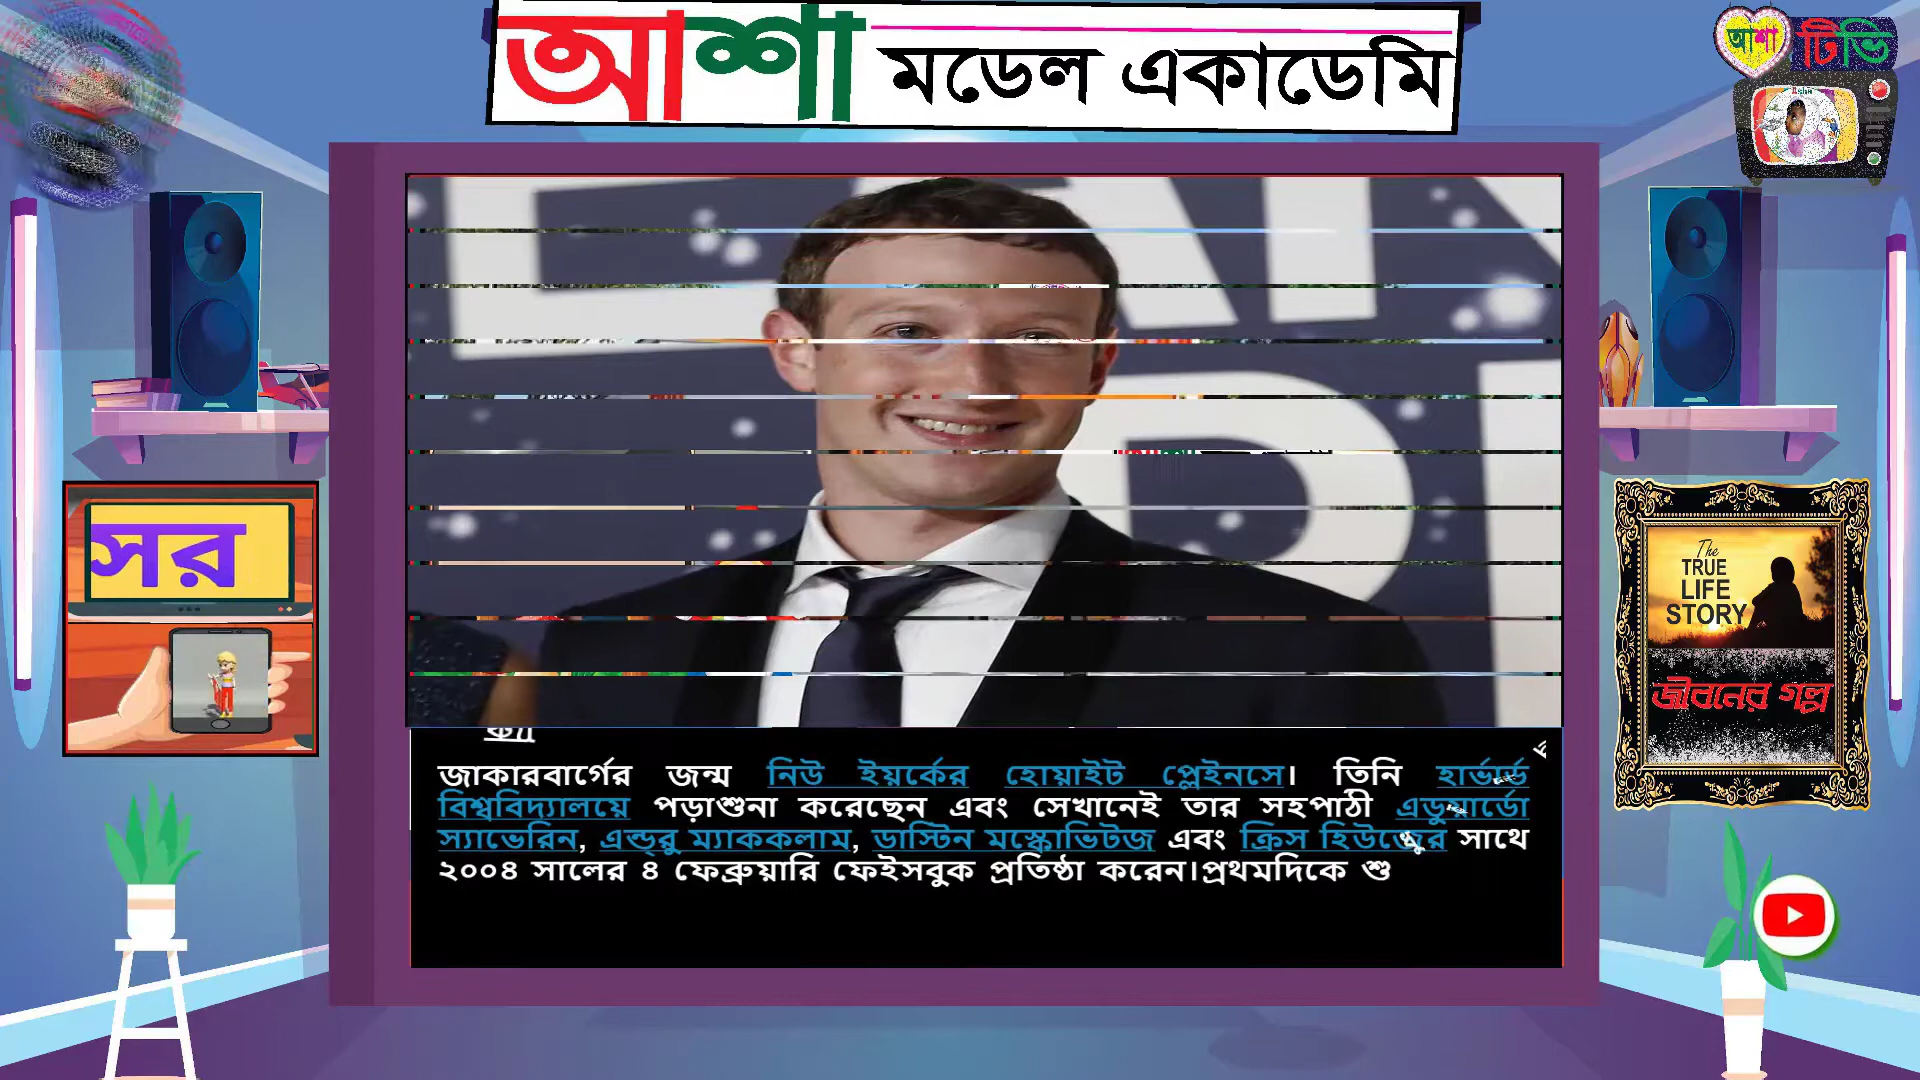 আশা মডেল একাডেমি
আশা টিভি
Asha
সর
The
TRUE
LIFE
STORY
জীবনের গল্প
জাকারবার্গের জন্ম নিউ ইয়র্কের হোয়াইট প্লেইনসে। তিনি হার্ভার্ড
বিশ্ববিদ্যালয়ে পড়াশুনা করেছেন এবং সেখানেই তার সহপাঠী এডুয়ার্ডো
স্যাভেরিন, এন্ড্রু ম্যাককলাম, ডাস্টিন মস্কোভিটজ এবং ক্রিস হিউজের সাথে
২০০৪ সালের ৪ ফেব্রুয়ারি ফেইসবুক প্রতিষ্ঠা করেন।প্রথমদিকে শু